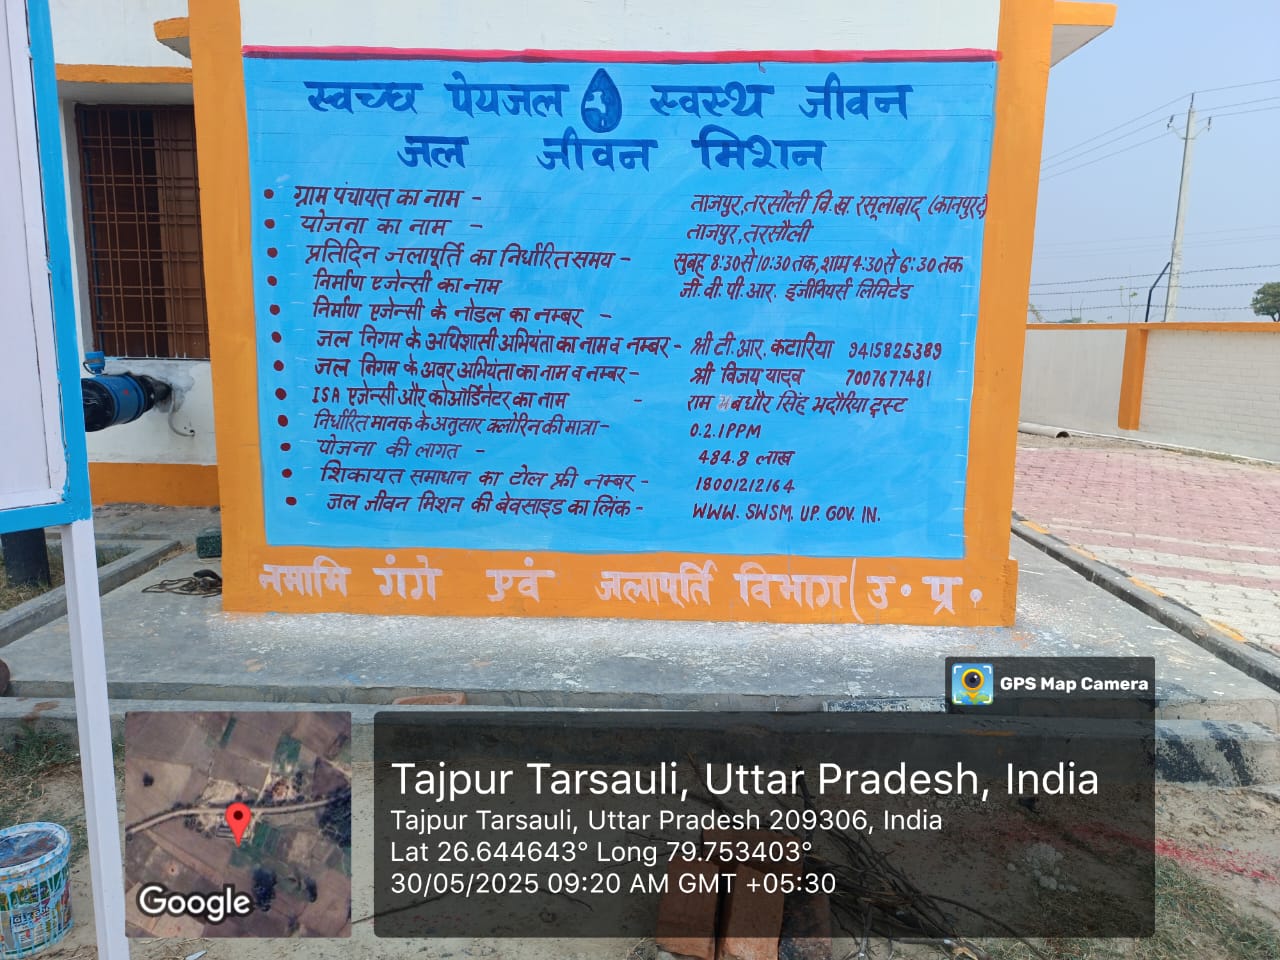 स्वच्छ पेयजल स्वस्थ जीवन
जल जीवन मिशन
• ग्राम पंचायत का नाम - ताजपुर,तरसौली वि.ख. रसूलाबाद (कानपुरदे)
• योजना का नाम - ताजपुर,तरसौली
• प्रतिदिन जलापूर्ति का निर्धारित समय - सुबह 8:30से 10:30 तक,शाम 4:30से 6:30 तक
• निर्माण एजेन्सी का नाम जी.वी.पी.आर. इंजीनियर्स लिमिटेड
• निर्माण एजेन्सी के नोडल का नम्बर -
• जल निगम के अधिशासी अभियंता का नाम व नम्बर - श्री टी.आर. कटारिया 9415825389
• जल निगम के अवर अभियंता का नाम व नम्बर - श्री विजय यादव 7007677481
• ISA एजेन्सी और कोऑर्डिनेटर का नाम - राम सिंह भदौरिया ट्रस्ट
• निर्धारित मानक के अनुसार क्लोरिन की मात्रा - 0.2.1PPM
• योजना की लागत - 484.8 लाख
• शिकायत समाधान का टोल फ्री नम्बर - 18001212164
• जल जीवन मिशन की बेवसाइड का लिंक - WWW. SWSM. UP. GOV. IN.
नमामि गंगे एवं जलापूर्ति विभाग (उ॰प्र॰
GPS Map Camera
Tajpur Tarsauli, Uttar Pradesh, India
Tajpur Tarsauli, Uttar Pradesh 209306, India
Lat 26.644643° Long 79.753403°
30/05/2025 09:20 AM GMT +05:30
Google